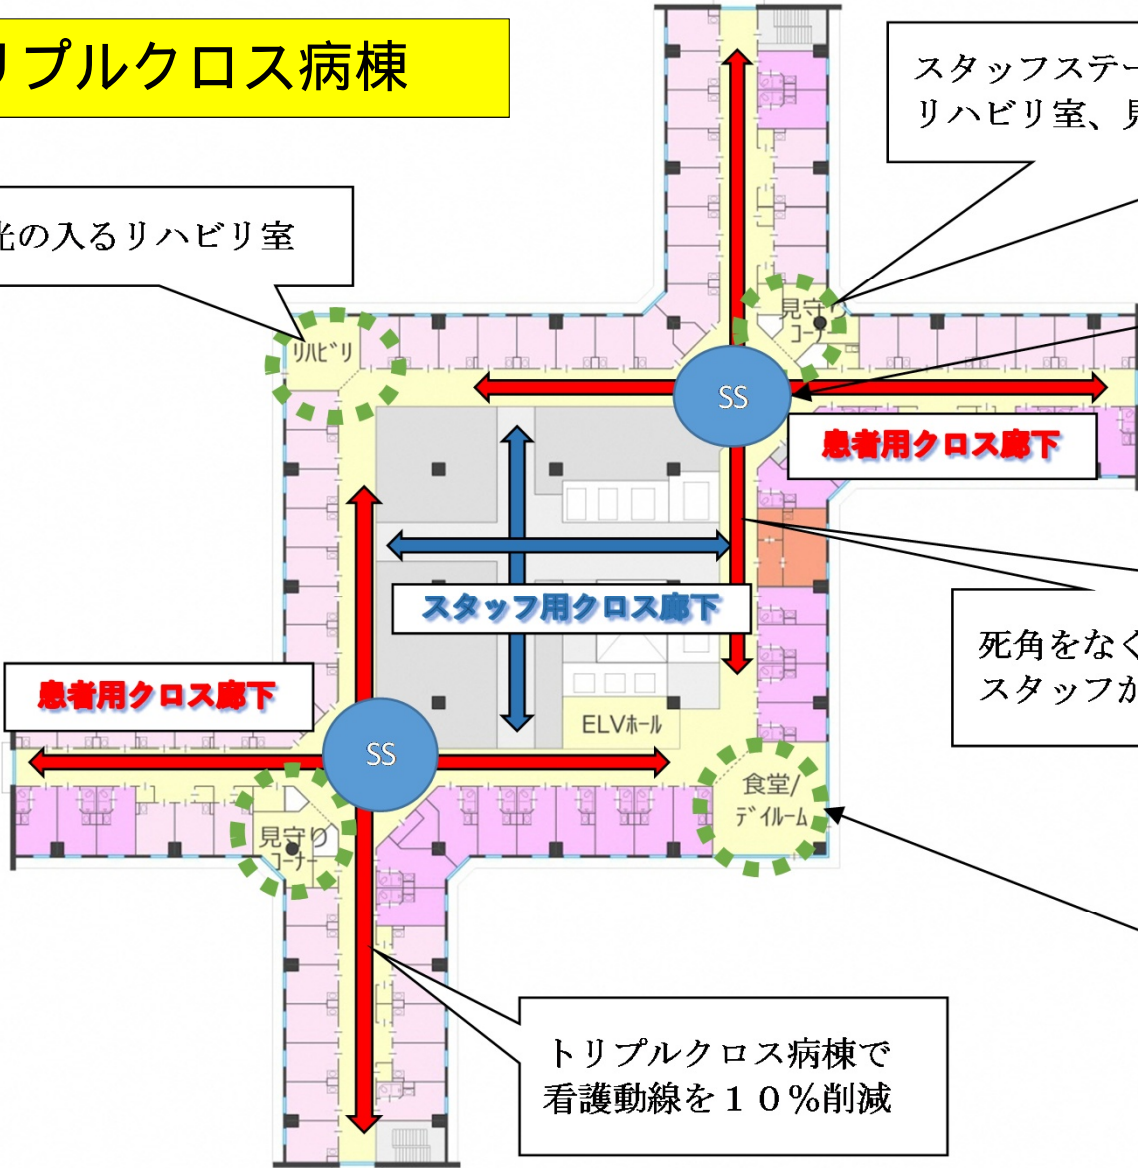 リプルクロス病棟
スタッフステー
リハビリ室、見
光の入るリハビリ室
見守り
コーナー
リハビリ
SS
患者用クロス廊下
スタッフ用クロス廊下
死角をなく
スタッフが
患者用クロス廊下
ELVホール
SS
食堂/
デイルーム
見守り
コーナー
トリプルクロス病棟で
看護動線を１０％削減